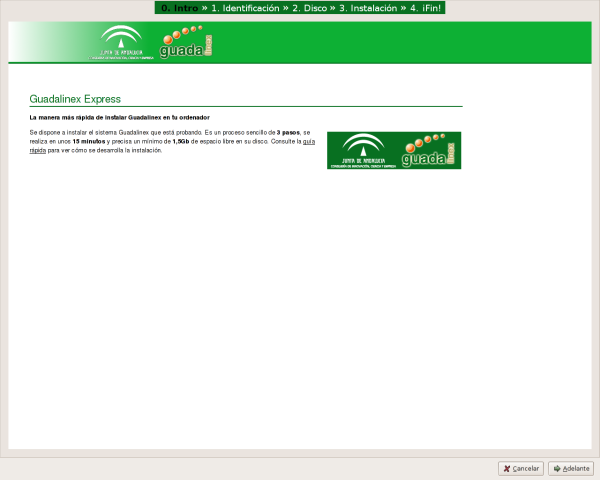 0. Intro » 1. Identificación » 2. Disco » 3. Instalación » 4. ¡Fin!
JUNTA DE ANDALUCIA
CONSEJERÍA DE INNOVACIÓN, CIENCIA Y EMPRESA
guada
linex
Guadalinex Express
La manera más rápida de instalar Guadalinex en tu ordenador
Se dispone a instalar el sistema Guadalinex que está probando. Es un proceso sencillo de 3 pasos, se
realiza en unos 15 minutos y precisa un mínimo de 1,5Gb de espacio libre en su disco. Consulte la guía
rápida para ver cómo se desarrolla la instalación.
JUNTA DE ANDALUCIA
CONSEJERÍA DE INNOVACIÓN, CIENCIA Y EMPRESA
guada
linex
Cancelar
Adelante